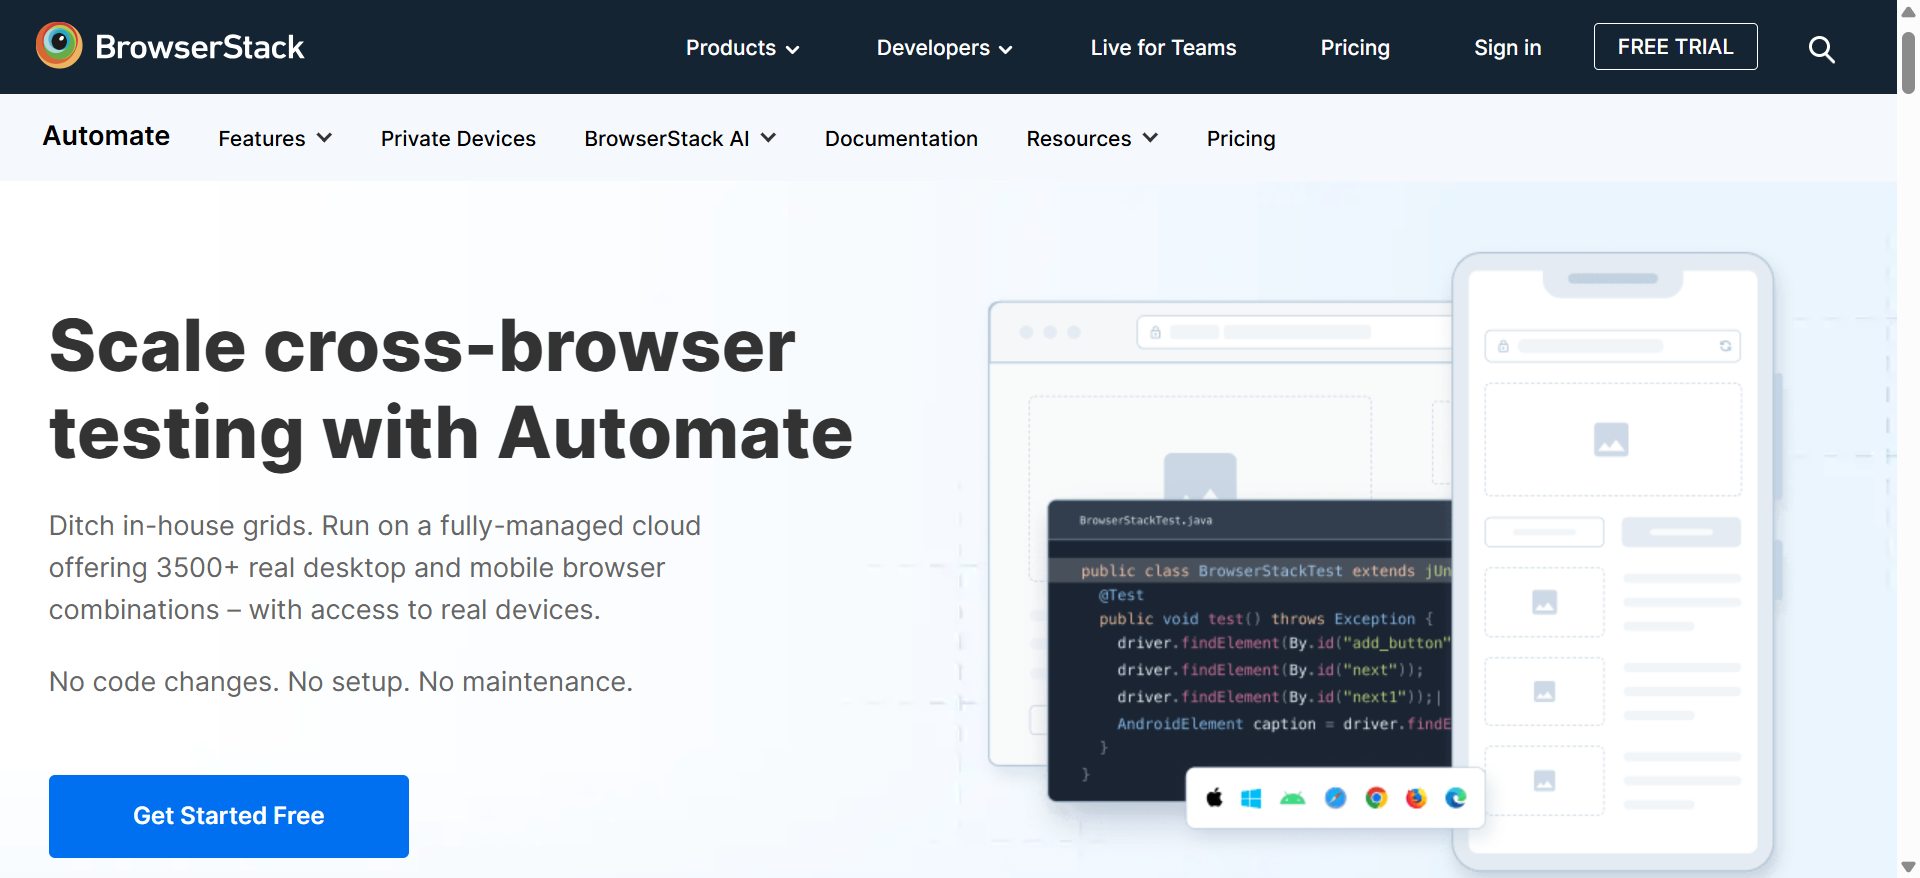 BrowserStack
Products
Developers
Live for Teams
Pricing
Sign in
FREE TRIAL
Automate
Features
Private Devices
BrowserStack AI
Documentation
Resources
Pricing
Scale cross-browser
testing with Automate
Ditch in-house grids. Run on a fully-managed cloud
offering 3500+ real desktop and mobile browser
combinations – with access to real devices.
No code changes. No setup. No maintenance.
Get Started Free
BrowserStackTest.java
public class BrowserStackTest extends jUn
@Test
public void test() throws Exception {
driver.findElement(By.id("add_button"
driver.findElement(By.id("next"));
driver.findElement(By.id("next1"));|
AndroidElement caption = driver.findE
}
}